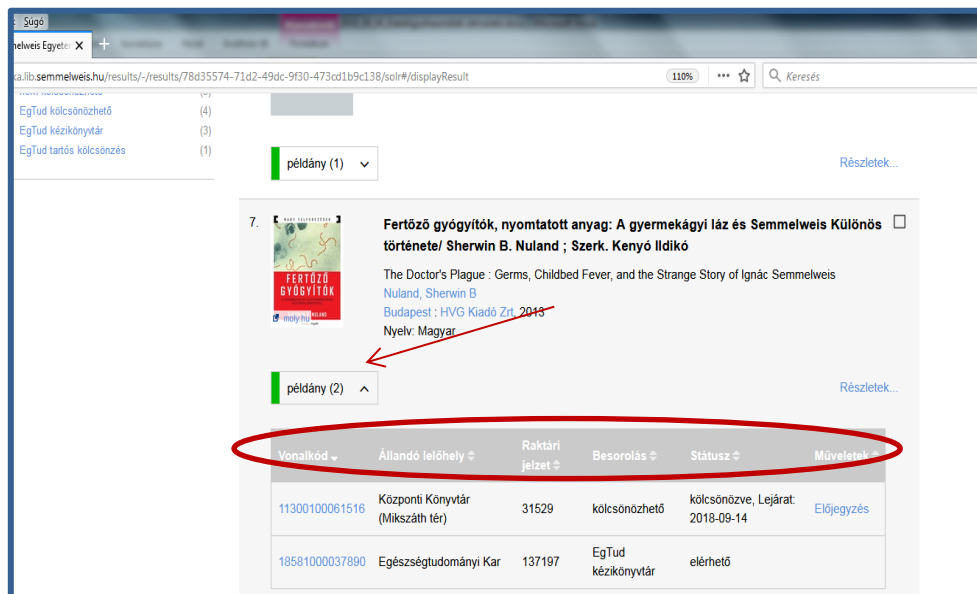 Súgó
nelweis Egyete X +
ka.lib.semmelweis.hu/results/-/results/78d35574-71d2-49dc-9f30-473cd1b9c138/solr#/displayResult 110% ••• Keresés
EgTud kölcsönözhető (4)
EgTud kézikönyvtár (3)
EgTud tartós kölcsönzés (1)
példány (1) Részletek...
7. Fertőző gyógyítók, nyomtatott anyag: A gyermekágyi láz és Semmelweis Különös
története/ Sherwin B. Nuland ; Szerk. Kenyó Ildikó
NAGY FELFEDEZÉSEK
FERTŐZŐ
GYÓGYÍTÓK
moly.hu NULAND
The Doctor's Plague : Germs, Childbed Fever, and the Strange Story of Ignác Semmelweis
Nuland, Sherwin B
Budapest : HVG Kiadó Zrt, 2013
Nyelv: Magyar
példány (2) Részletek...
Vonalkód Állandó lelőhely Raktári jelzet Besorolás Státusz Műveletek
11300100061516 Központi Könyvtár (Mikszáth tér) 31529 kölcsönözhető kölcsönözve, Lejárat: 2018-09-14 Előjegyzés
18581000037890 Egészségtudományi Kar 137197 EgTud kézikönyvtár elérhető